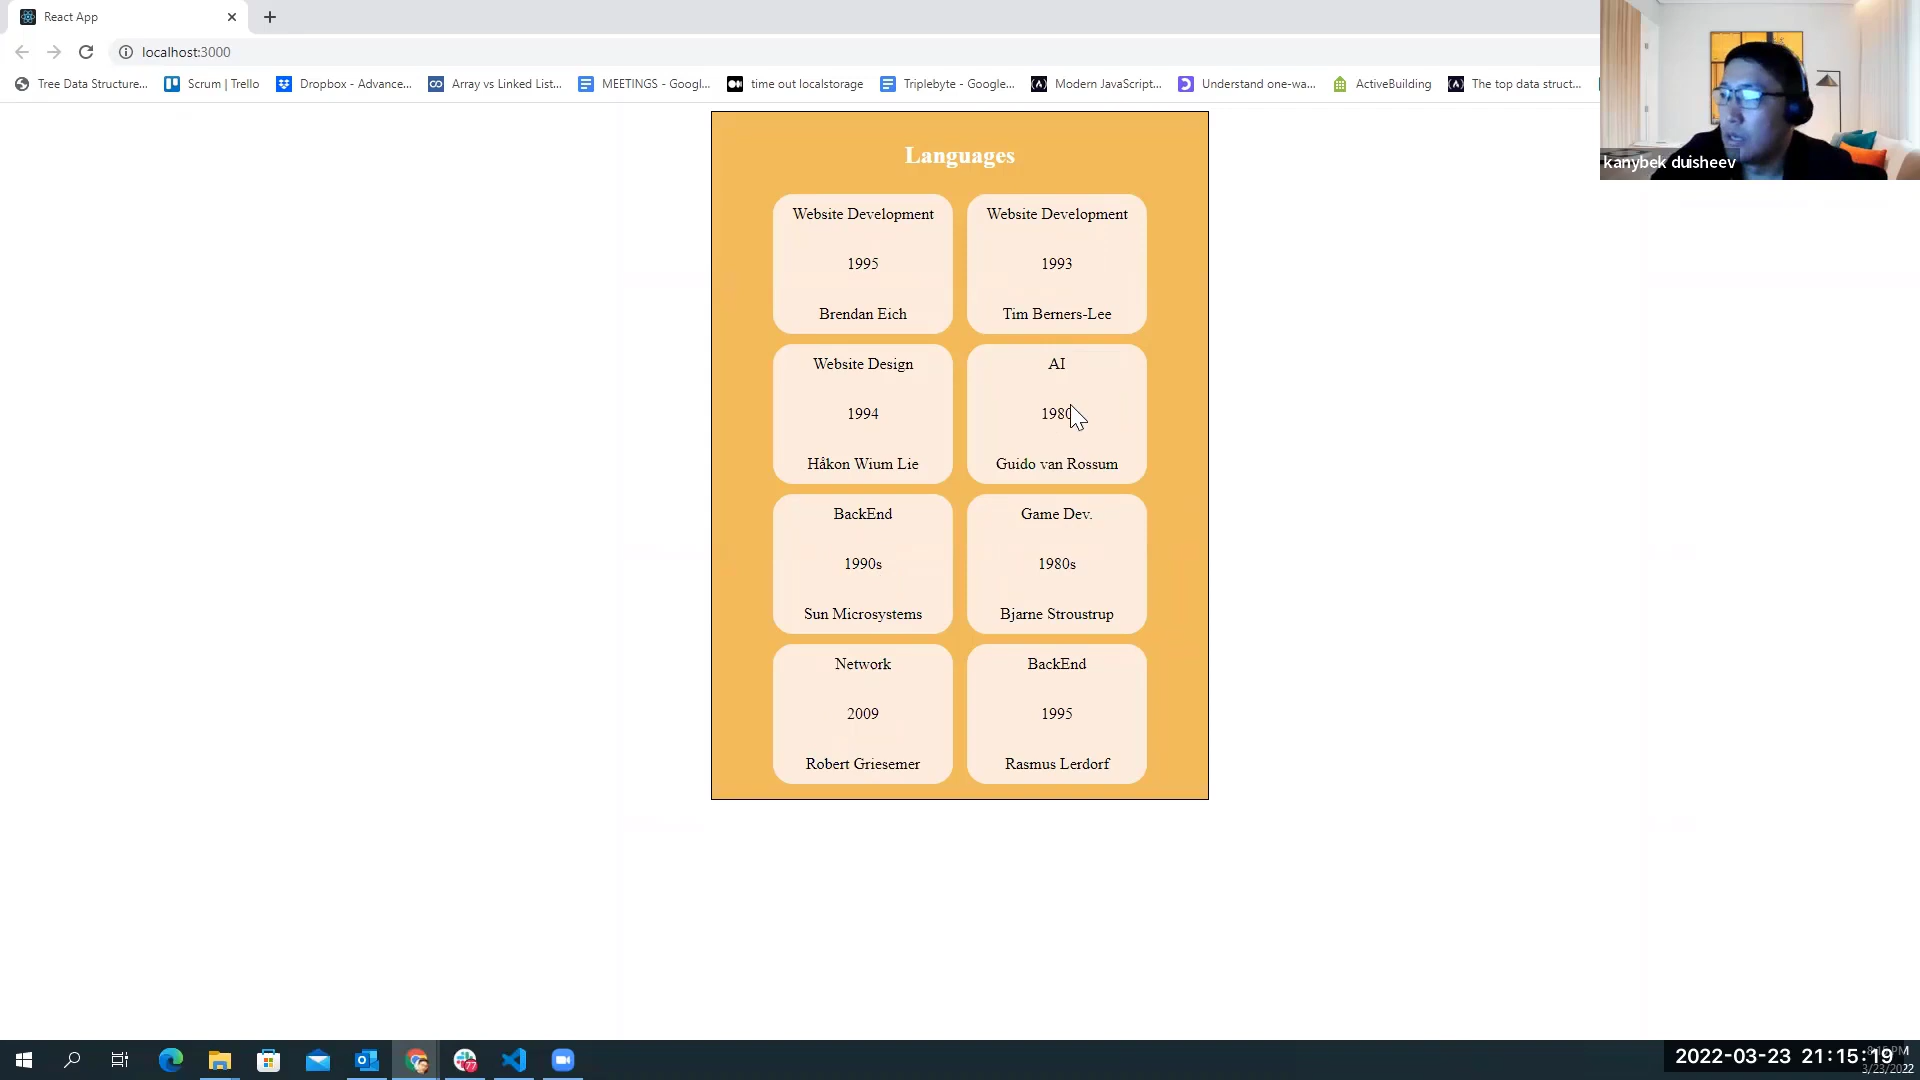 React App
localhost:3000
Tree Data Structure...
Scrum | Trello
Dropbox - Advance...
Array vs Linked List...
MEETINGS - Googl...
time out localstorage
Triplebyte - Google...
Modern JavaScript...
Understand one-wa...
ActiveBuilding
The top data struct...
kanybek duisheev
Languages
Website Development
1995
Brendan Eich
Website Development
1993
Tim Berners-Lee
Website Design
1994
Håkon Wium Lie
AI
1980
Guido van Rossum
BackEnd
1990s
Sun Microsystems
Game Dev.
1980s
Bjarne Stroustrup
Network
2009
Robert Griesemer
BackEnd
1995
Rasmus Lerdorf
2022-03-23 21:15:19
3/23/2022